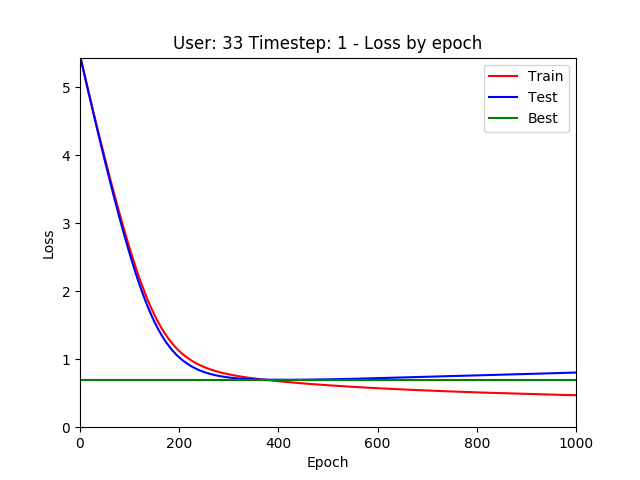 User: 33 Timestep: 1 - Loss by epoch
Train
Test
Best
5
4
3
2
1
0
Loss
0 200 400 600 800 1000
Epoch